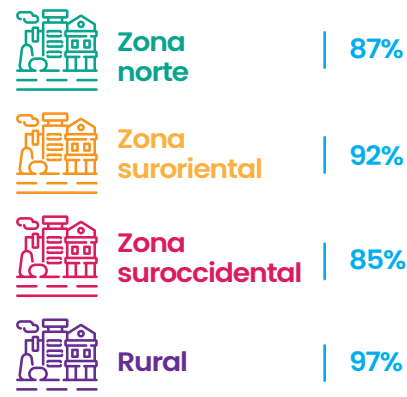 Zona
norte
87%
Zona
suroriental
92%
Zona
suroccidental
85%
Rural
97%